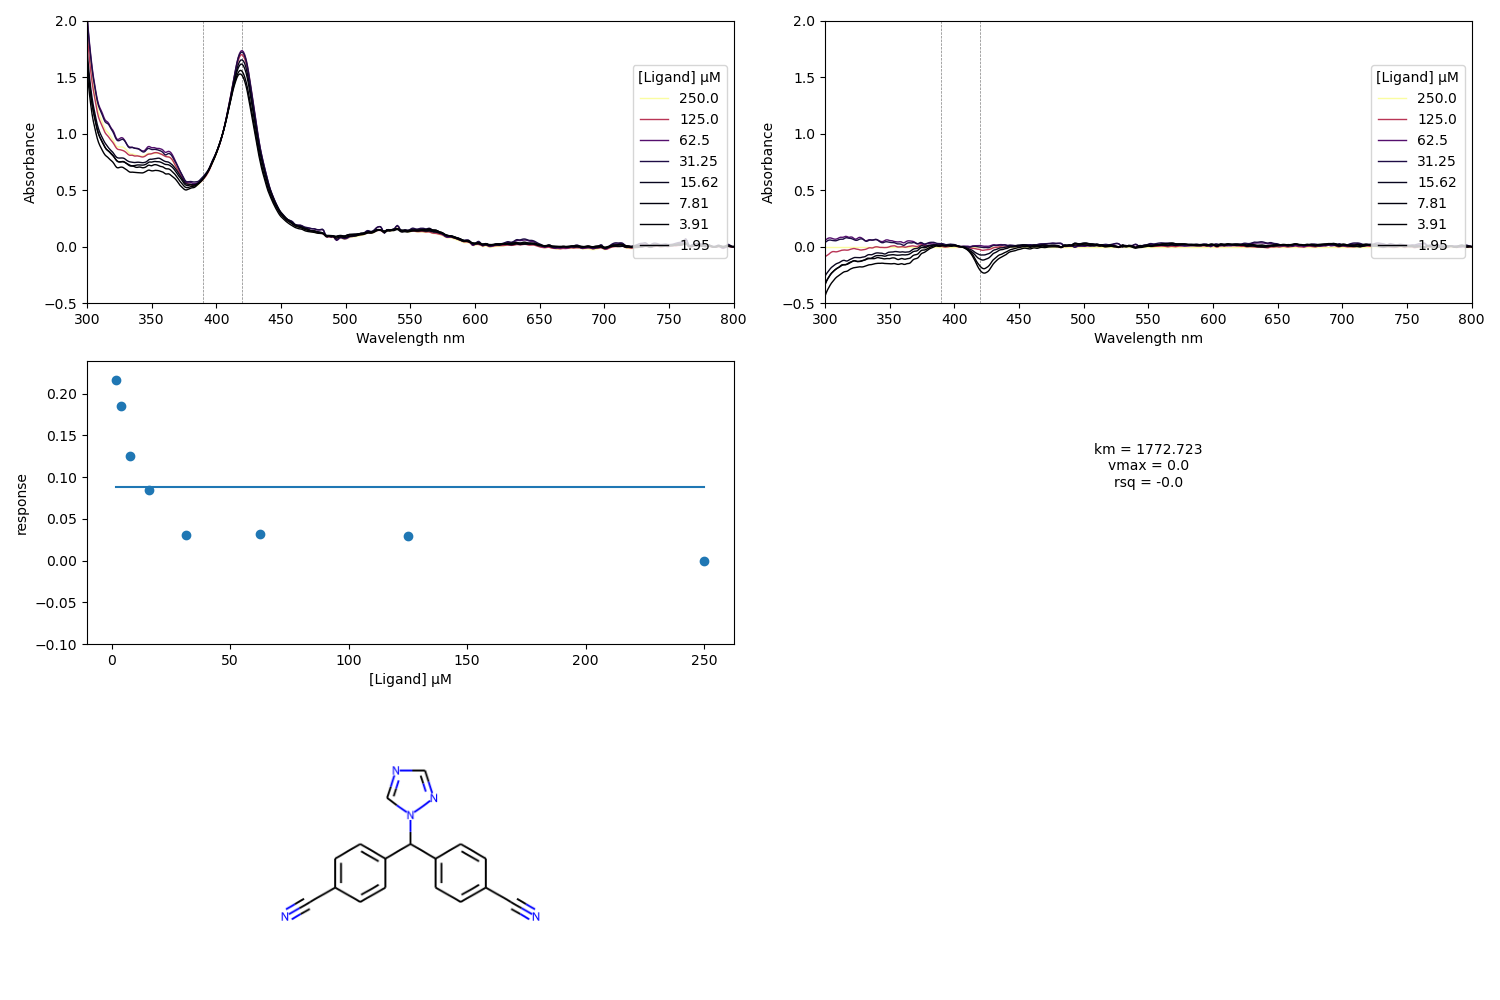 2.0
1.5
1.0
0.5
0.0
−0.5
Absorbance
300 350 400 450 500 550 600 650 700 750 800
Wavelength nm
[Ligand] µM
250.0
125.0
62.5
31.25
15.62
7.81
3.91
1.95
2.0
1.5
1.0
0.5
0.0
−0.5
Absorbance
300 350 400 450 500 550 600 650 700 750 800
Wavelength nm
[Ligand] µM
250.0
125.0
62.5
31.25
15.62
7.81
3.91
1.95
0.20
0.15
0.10
0.05
0.00
−0.05
−0.10
response
0 50 100 150 200 250
[Ligand] µM
km = 1772.723
vmax = 0.0
rsq = -0.0
N
N
N
N
N